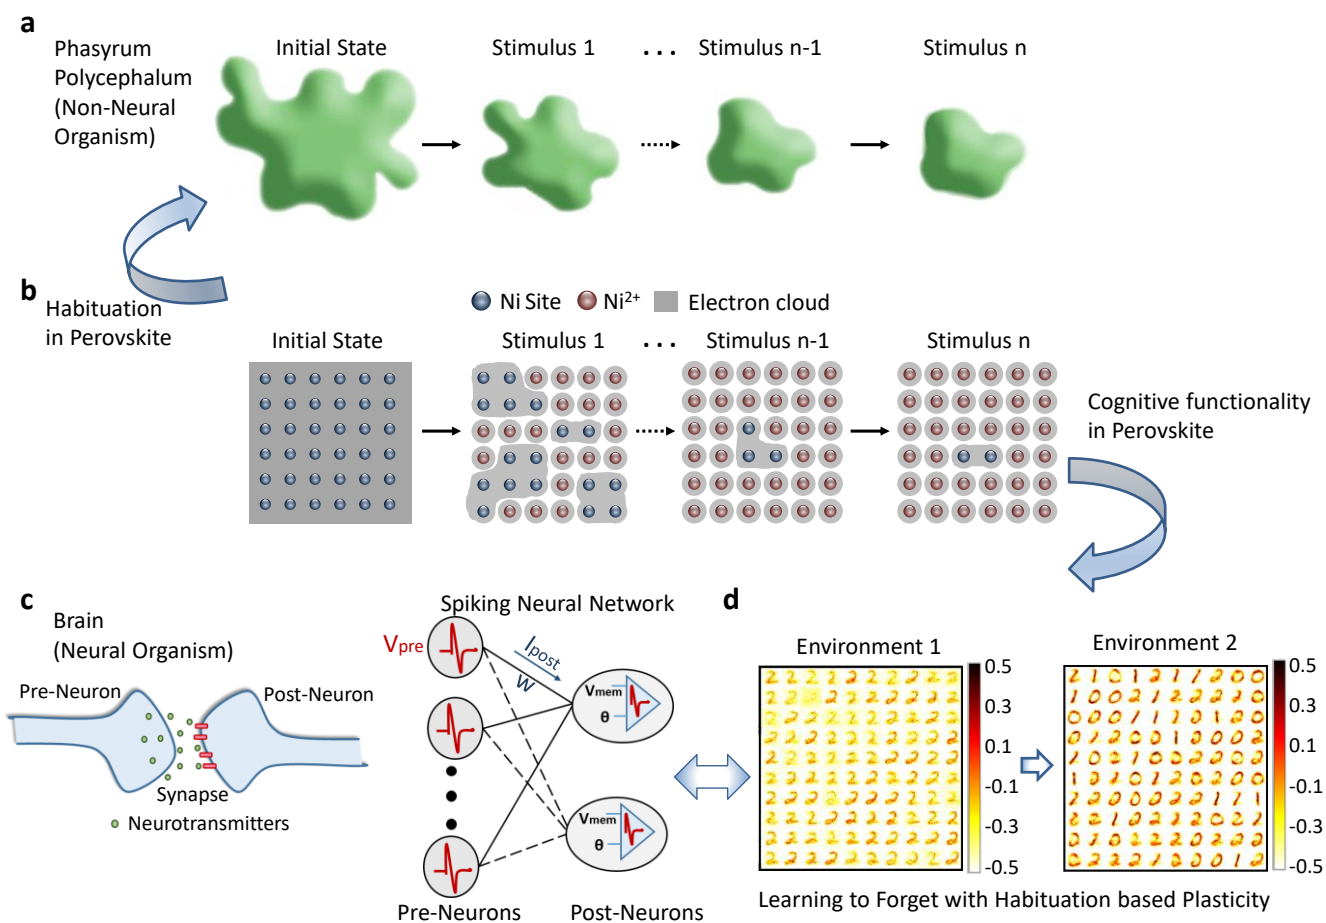 a
Phasyrum
Polycephalum
(Non-Neural
Organism)
Initial State
Stimulus 1
. . .
Stimulus n-1
Stimulus n
b
Habituation
in Perovskite
Ni Site
Ni2+
Electron cloud
Initial State
Stimulus 1
. . .
Stimulus n-1
Stimulus n
Cognitive functionality
in Perovskite
c
Brain
(Neural Organism)
Pre-Neuron
Post-Neuron
Synapse
Neurotransmitters
Spiking Neural Network
Vpre
Ipost
W
Vmem
θ
Vmem
θ
Pre-Neurons
Post-Neurons
d
Environment 1
0.5
0.3
0.1
-0.1
-0.3
-0.5
Environment 2
0.5
0.3
0.1
-0.1
-0.3
-0.5
Learning to Forget with Habituation based Plasticity